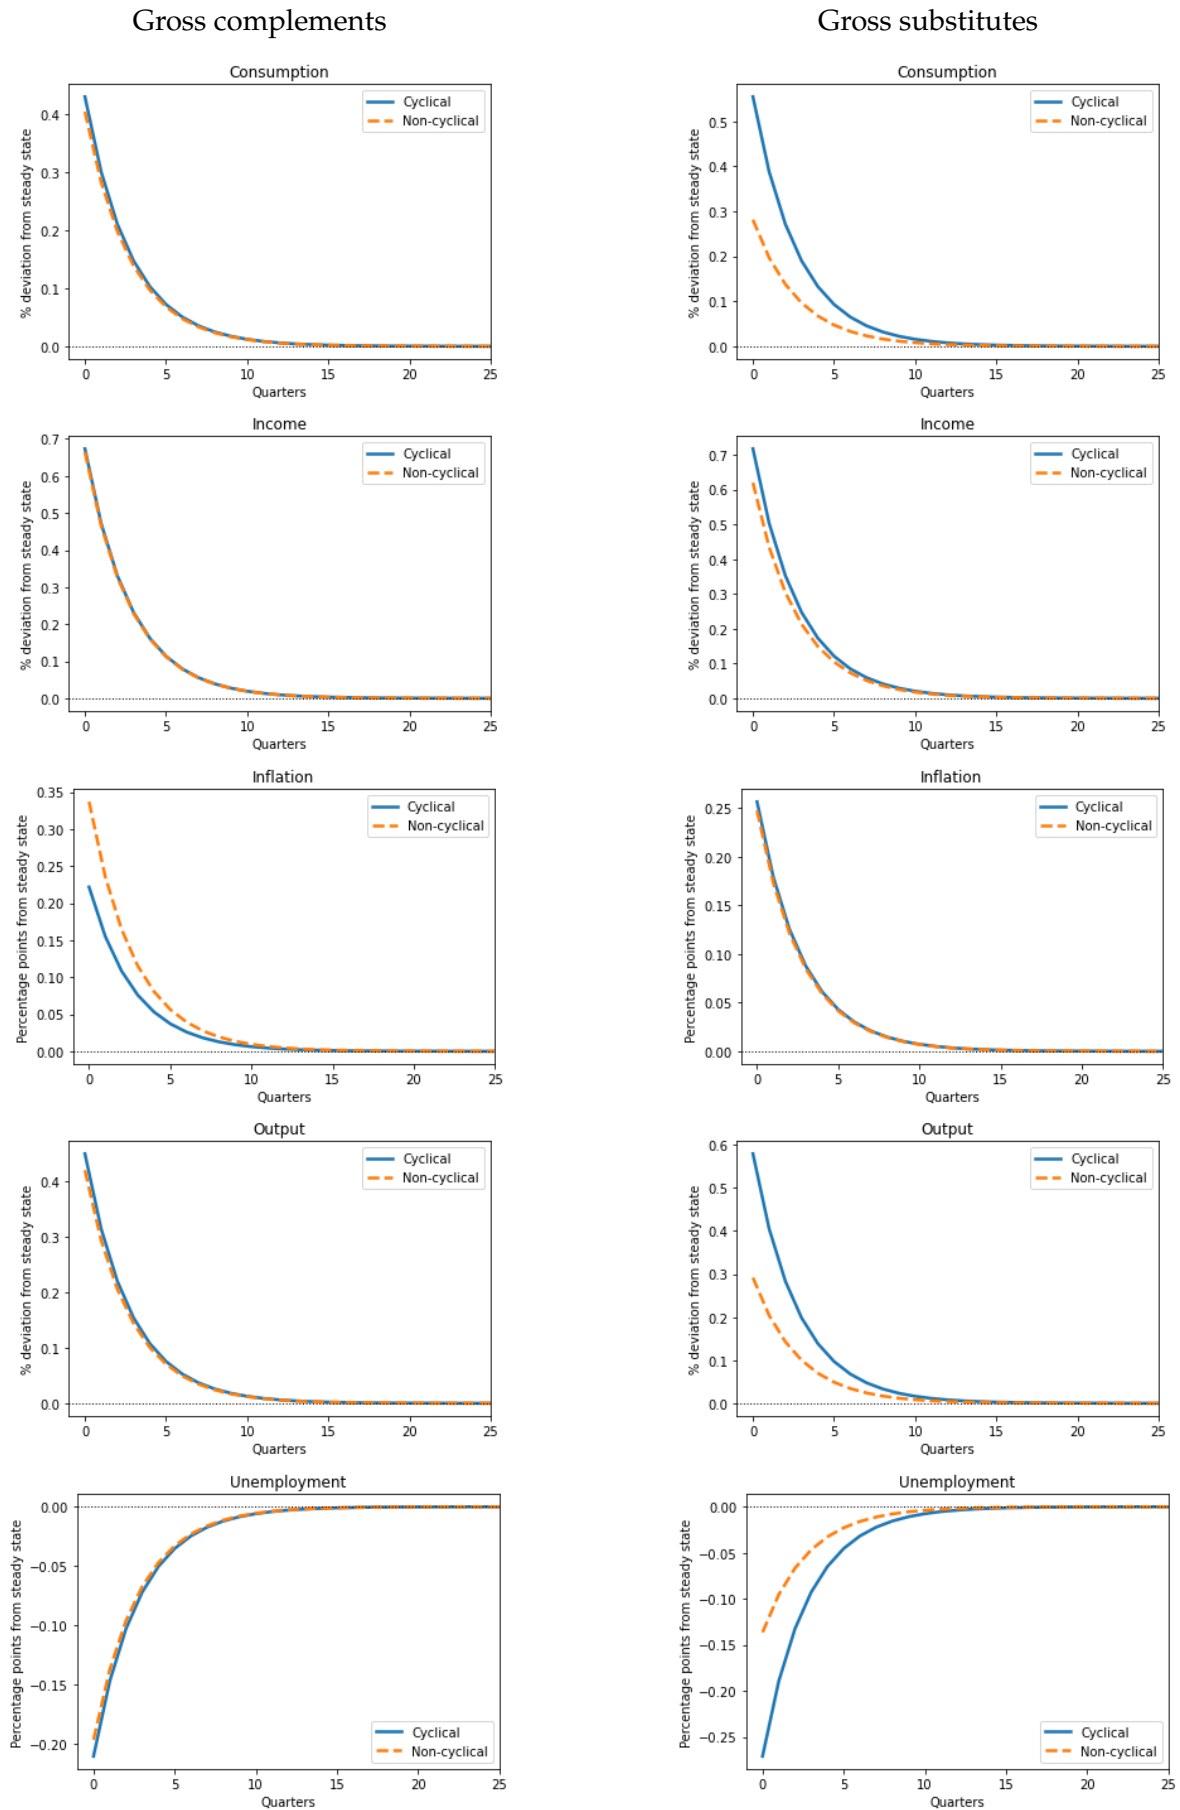 Gross complements
Gross substitutes
Consumption
% deviation from steady state
0.4
0.3
0.2
0.1
0.0
Cyclical
Non-cyclical
0 5 10 15 20 25
Quarters
Consumption
% deviation from steady state
0.5
0.4
0.3
0.2
0.1
0.0
Cyclical
Non-cyclical
0 5 10 15 20 25
Quarters
Income
% deviation from steady state
0.7
0.6
0.5
0.4
0.3
0.2
0.1
0.0
Cyclical
Non-cyclical
0 5 10 15 20 25
Quarters
Income
% deviation from steady state
0.7
0.6
0.5
0.4
0.3
0.2
0.1
0.0
Cyclical
Non-cyclical
0 5 10 15 20 25
Quarters
Inflation
Percentage points from steady state
0.35
0.30
0.25
0.20
0.15
0.10
0.05
0.00
Cyclical
Non-cyclical
0 5 10 15 20 25
Quarters
Inflation
Percentage points from steady state
0.25
0.20
0.15
0.10
0.05
0.00
Cyclical
Non-cyclical
0 5 10 15 20 25
Quarters
Output
% deviation from steady state
0.4
0.3
0.2
0.1
0.0
Cyclical
Non-cyclical
0 5 10 15 20 25
Quarters
Output
% deviation from steady state
0.6
0.5
0.4
0.3
0.2
0.1
0.0
Cyclical
Non-cyclical
0 5 10 15 20 25
Quarters
Unemployment
Percentage points from steady state
0.00
−0.05
−0.10
−0.15
−0.20
Cyclical
Non-cyclical
0 5 10 15 20 25
Quarters
Unemployment
Percentage points from steady state
0.00
−0.05
−0.10
−0.15
−0.20
−0.25
Cyclical
Non-cyclical
0 5 10 15 20 25
Quarters